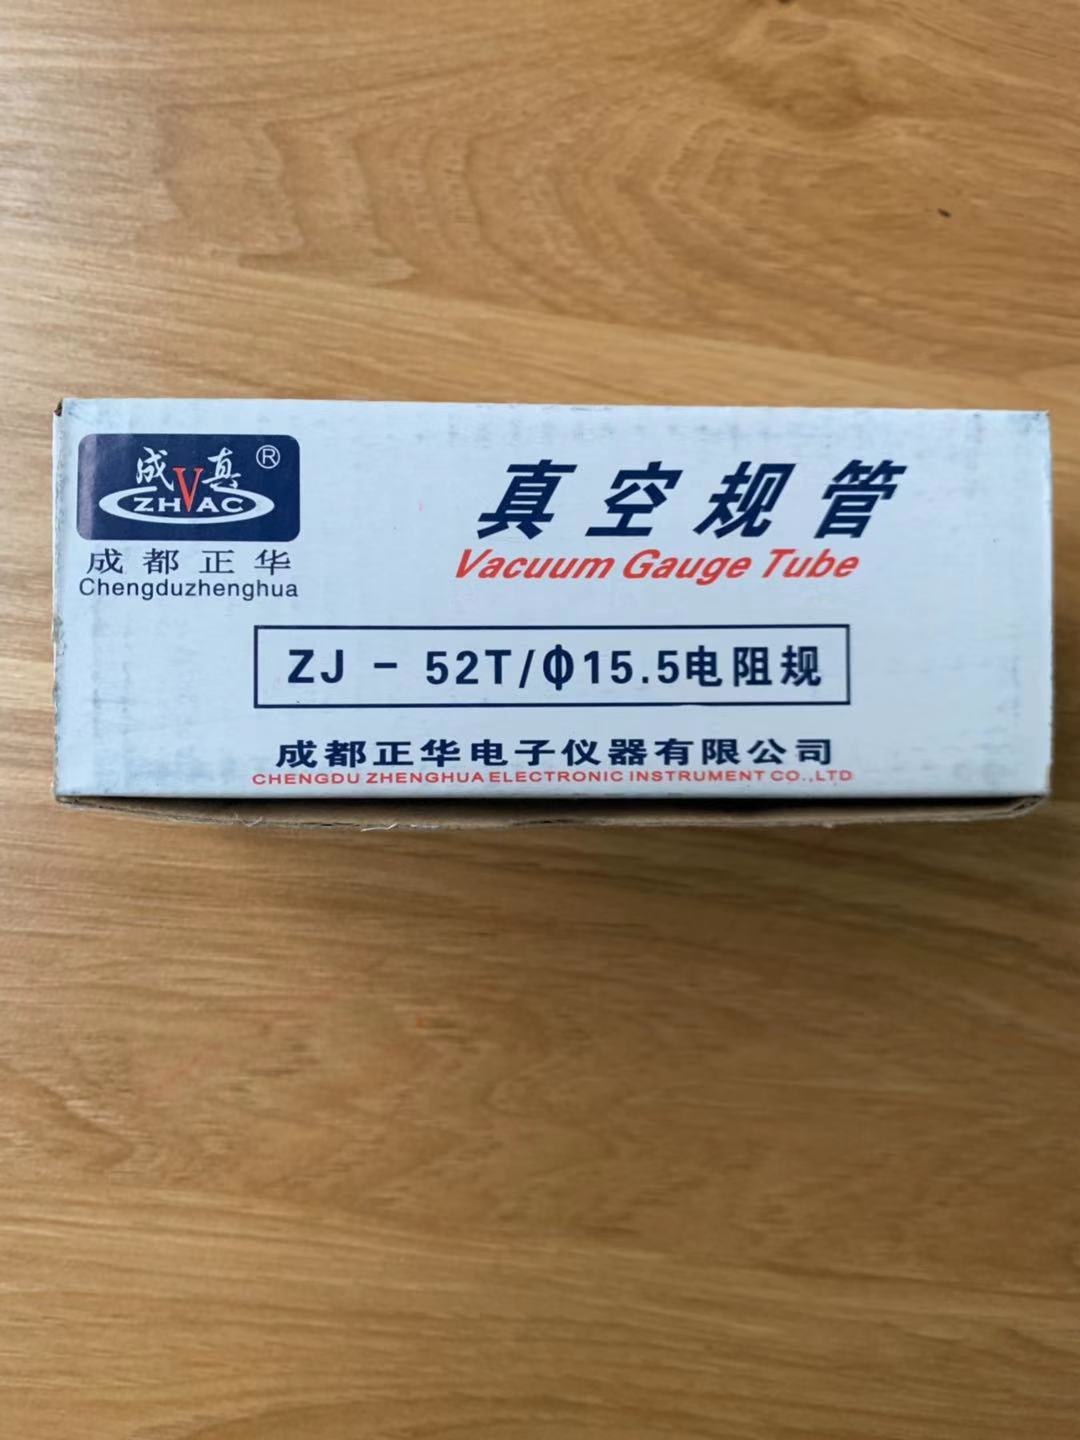 成V真®
ZHVAC
成都正华
Chengduzhenghua
真空规管
Vacuum Gauge Tube
ZJ - 52T/Φ15.5电阻规
成都正华电子仪器有限公司
CHENGDU ZHENGHUA ELECTRONIC INSTRUMENT CO.,LTD